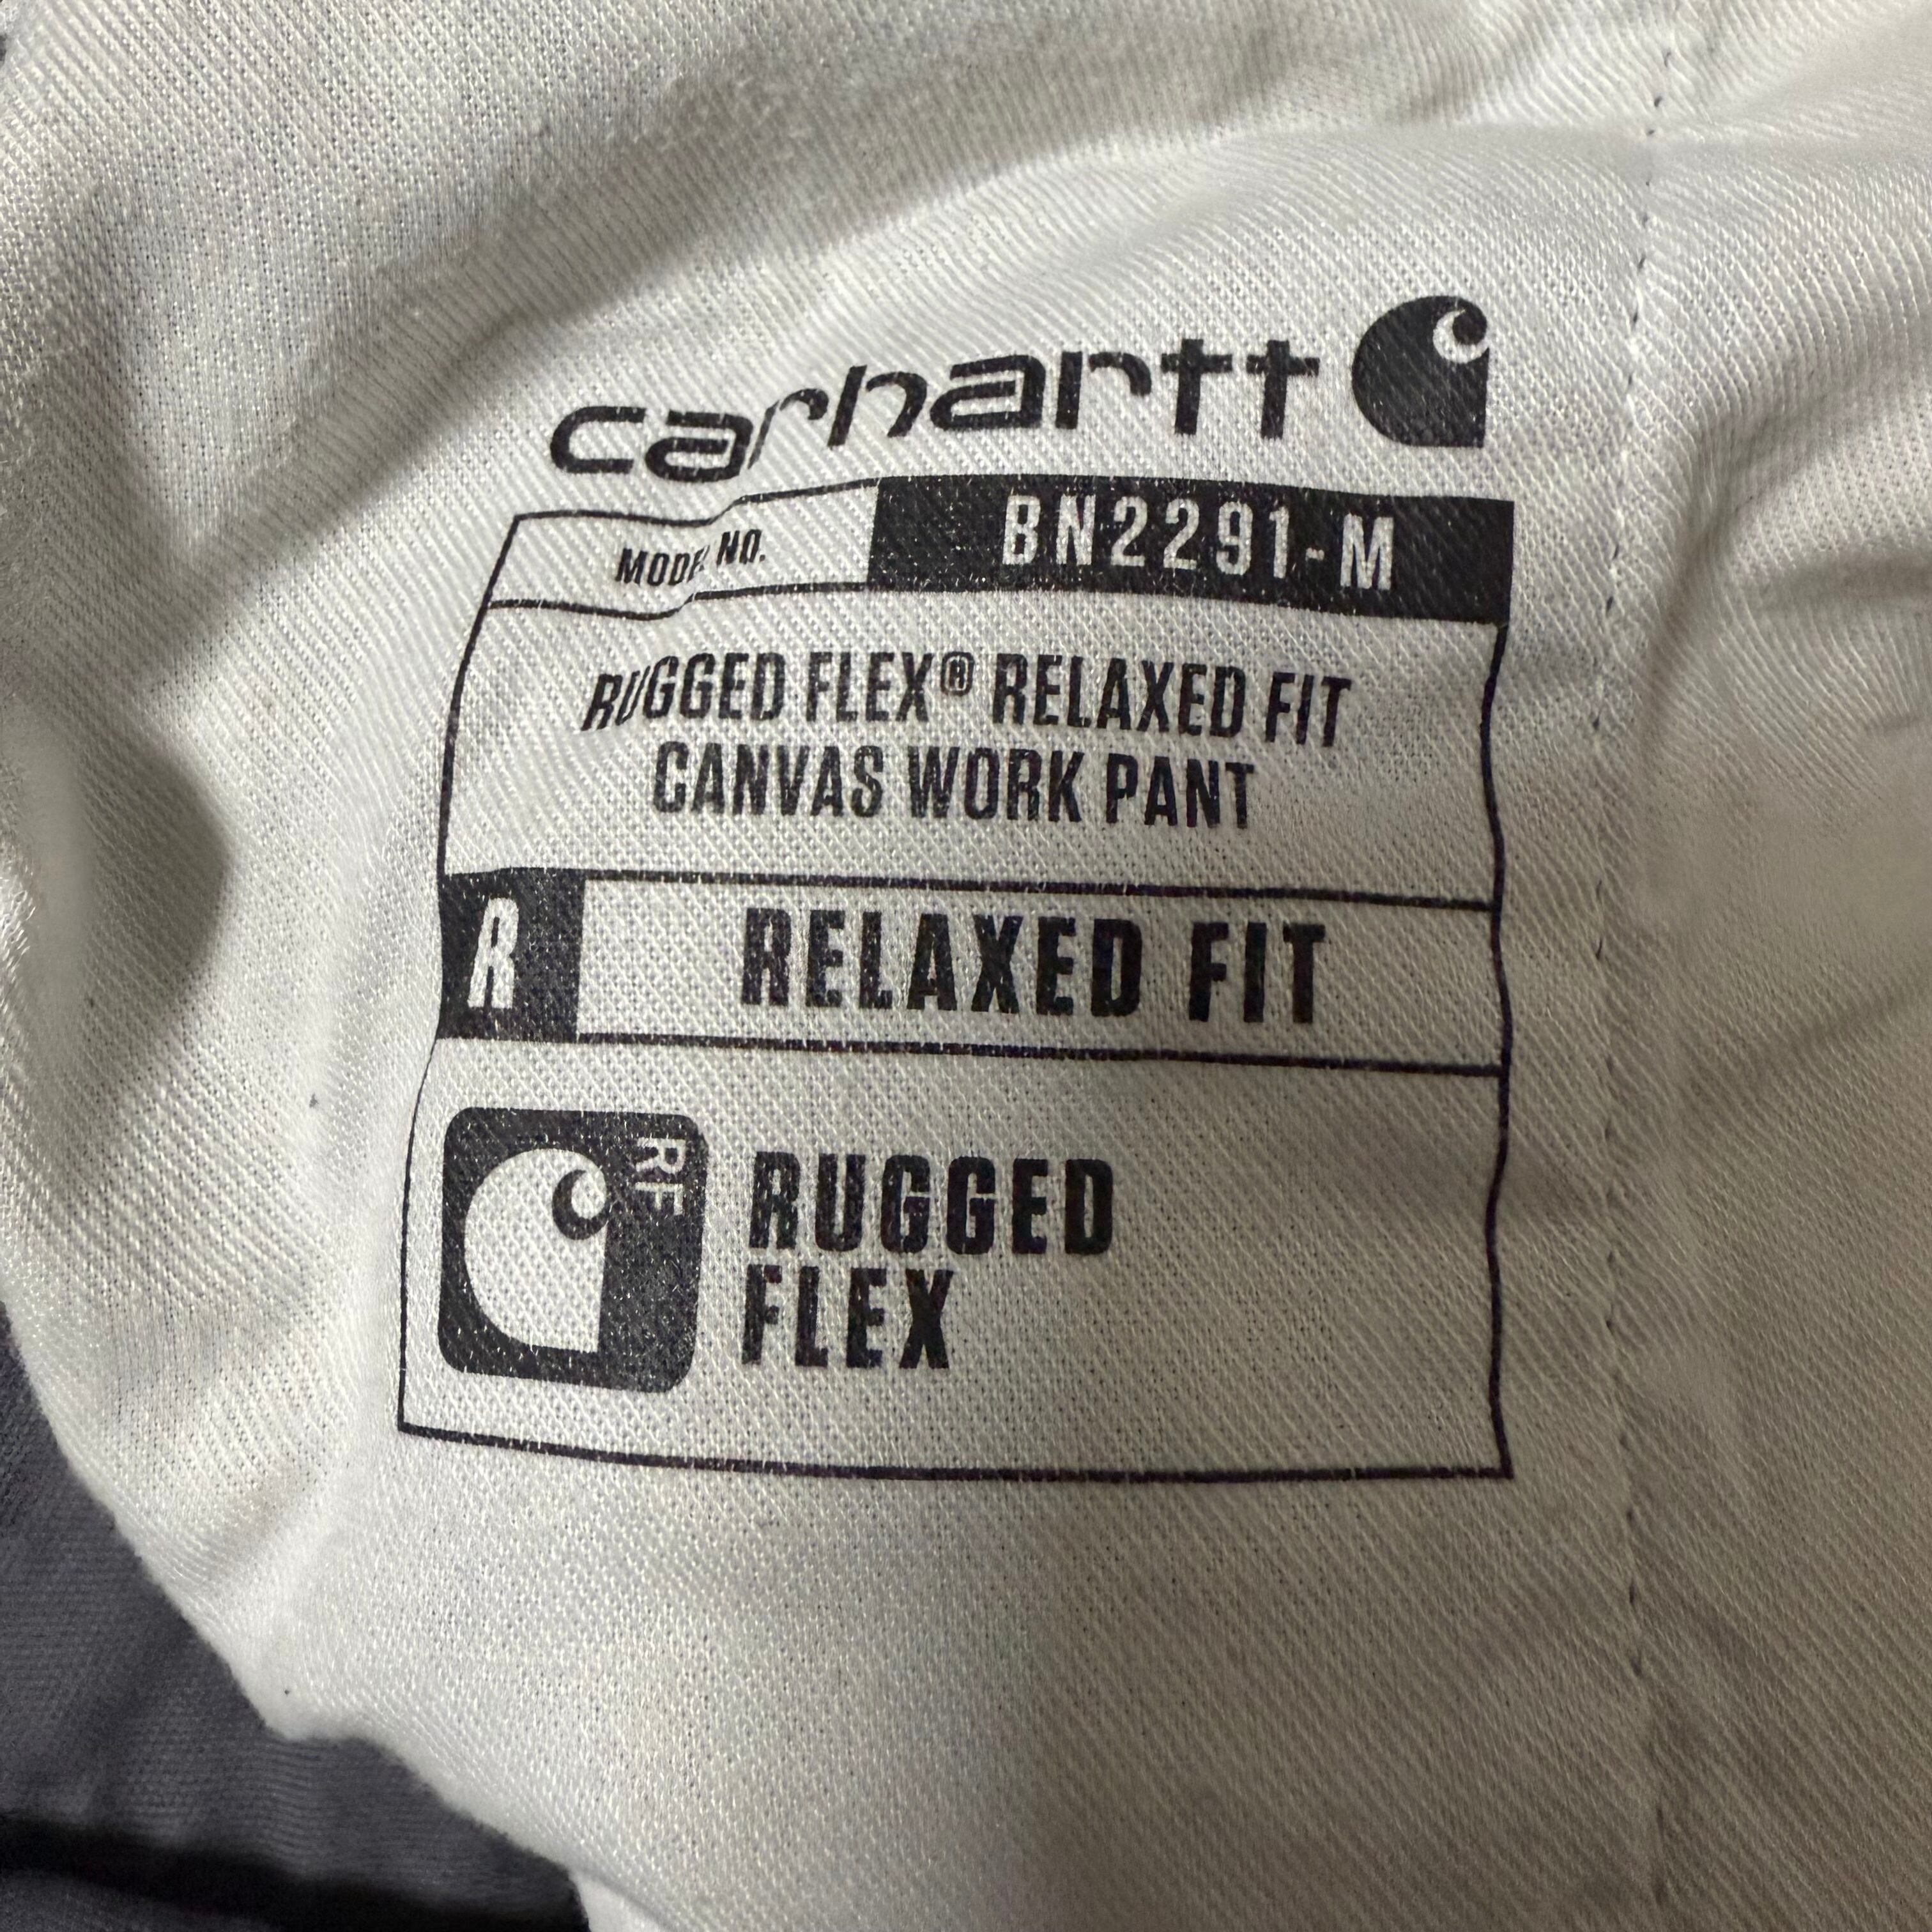 carhartt
MODEL NO. BN2291-M
RUGGED FLEX® RELAXED FIT
CANVAS WORK PANT
R RELAXED FIT
RF
RUGGED
FLEX